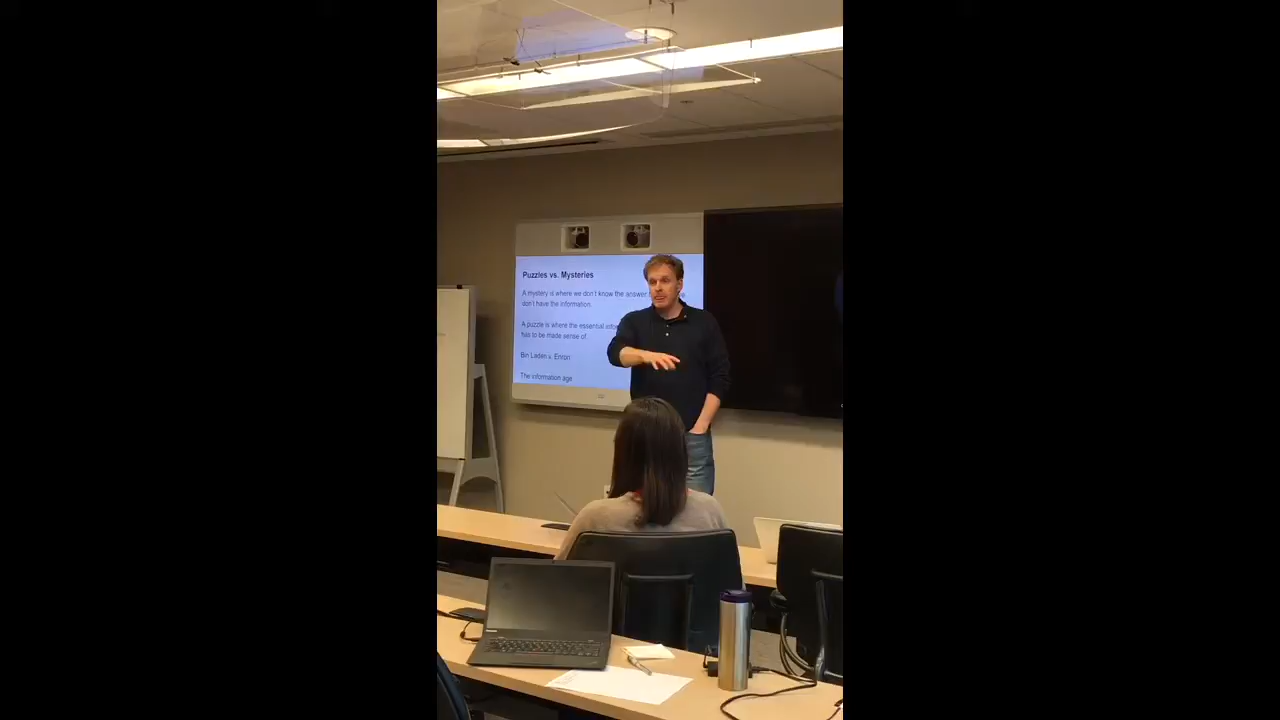 Puzzles vs. Mysteries
A mystery is where we don't know the answer
don't have the information.
A puzzle is where the essential
has to be made sense of.
Bin Laden v. Enron
The information age